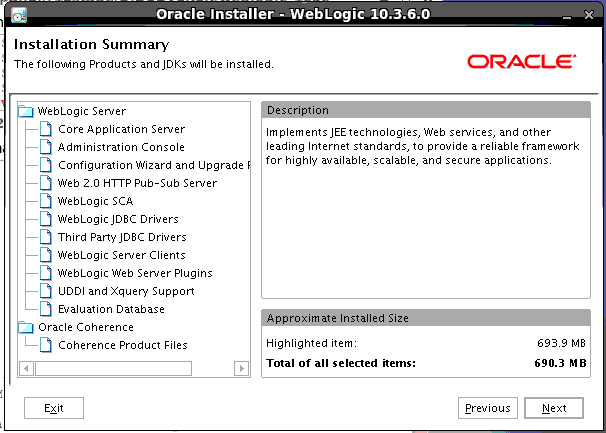 Oracle Installer - WebLogic 10.3.6.0
Installation Summary
The following Products and JDKs will be installed.
ORACLE
WebLogic Server
Core Application Server
Administration Console
Configuration Wizard and Upgrade
Web 2.0 HTTP Pub-Sub Server
WebLogic SCA
WebLogic JDBC Drivers
Third Party JDBC Drivers
WebLogic Server Clients
WebLogic Web Server Plugins
UDDI and Xquery Support
Evaluation Database
Oracle Coherence
Coherence Product Files
Description
Implements JEE technologies, Web services, and other
leading Internet standards, to provide a reliable framework
for highly available, scalable, and secure applications.
Approximate Installed Size
Highlighted item: 693.9 MB
Total of all selected items: 690.3 MB
Exit
Previous
Next